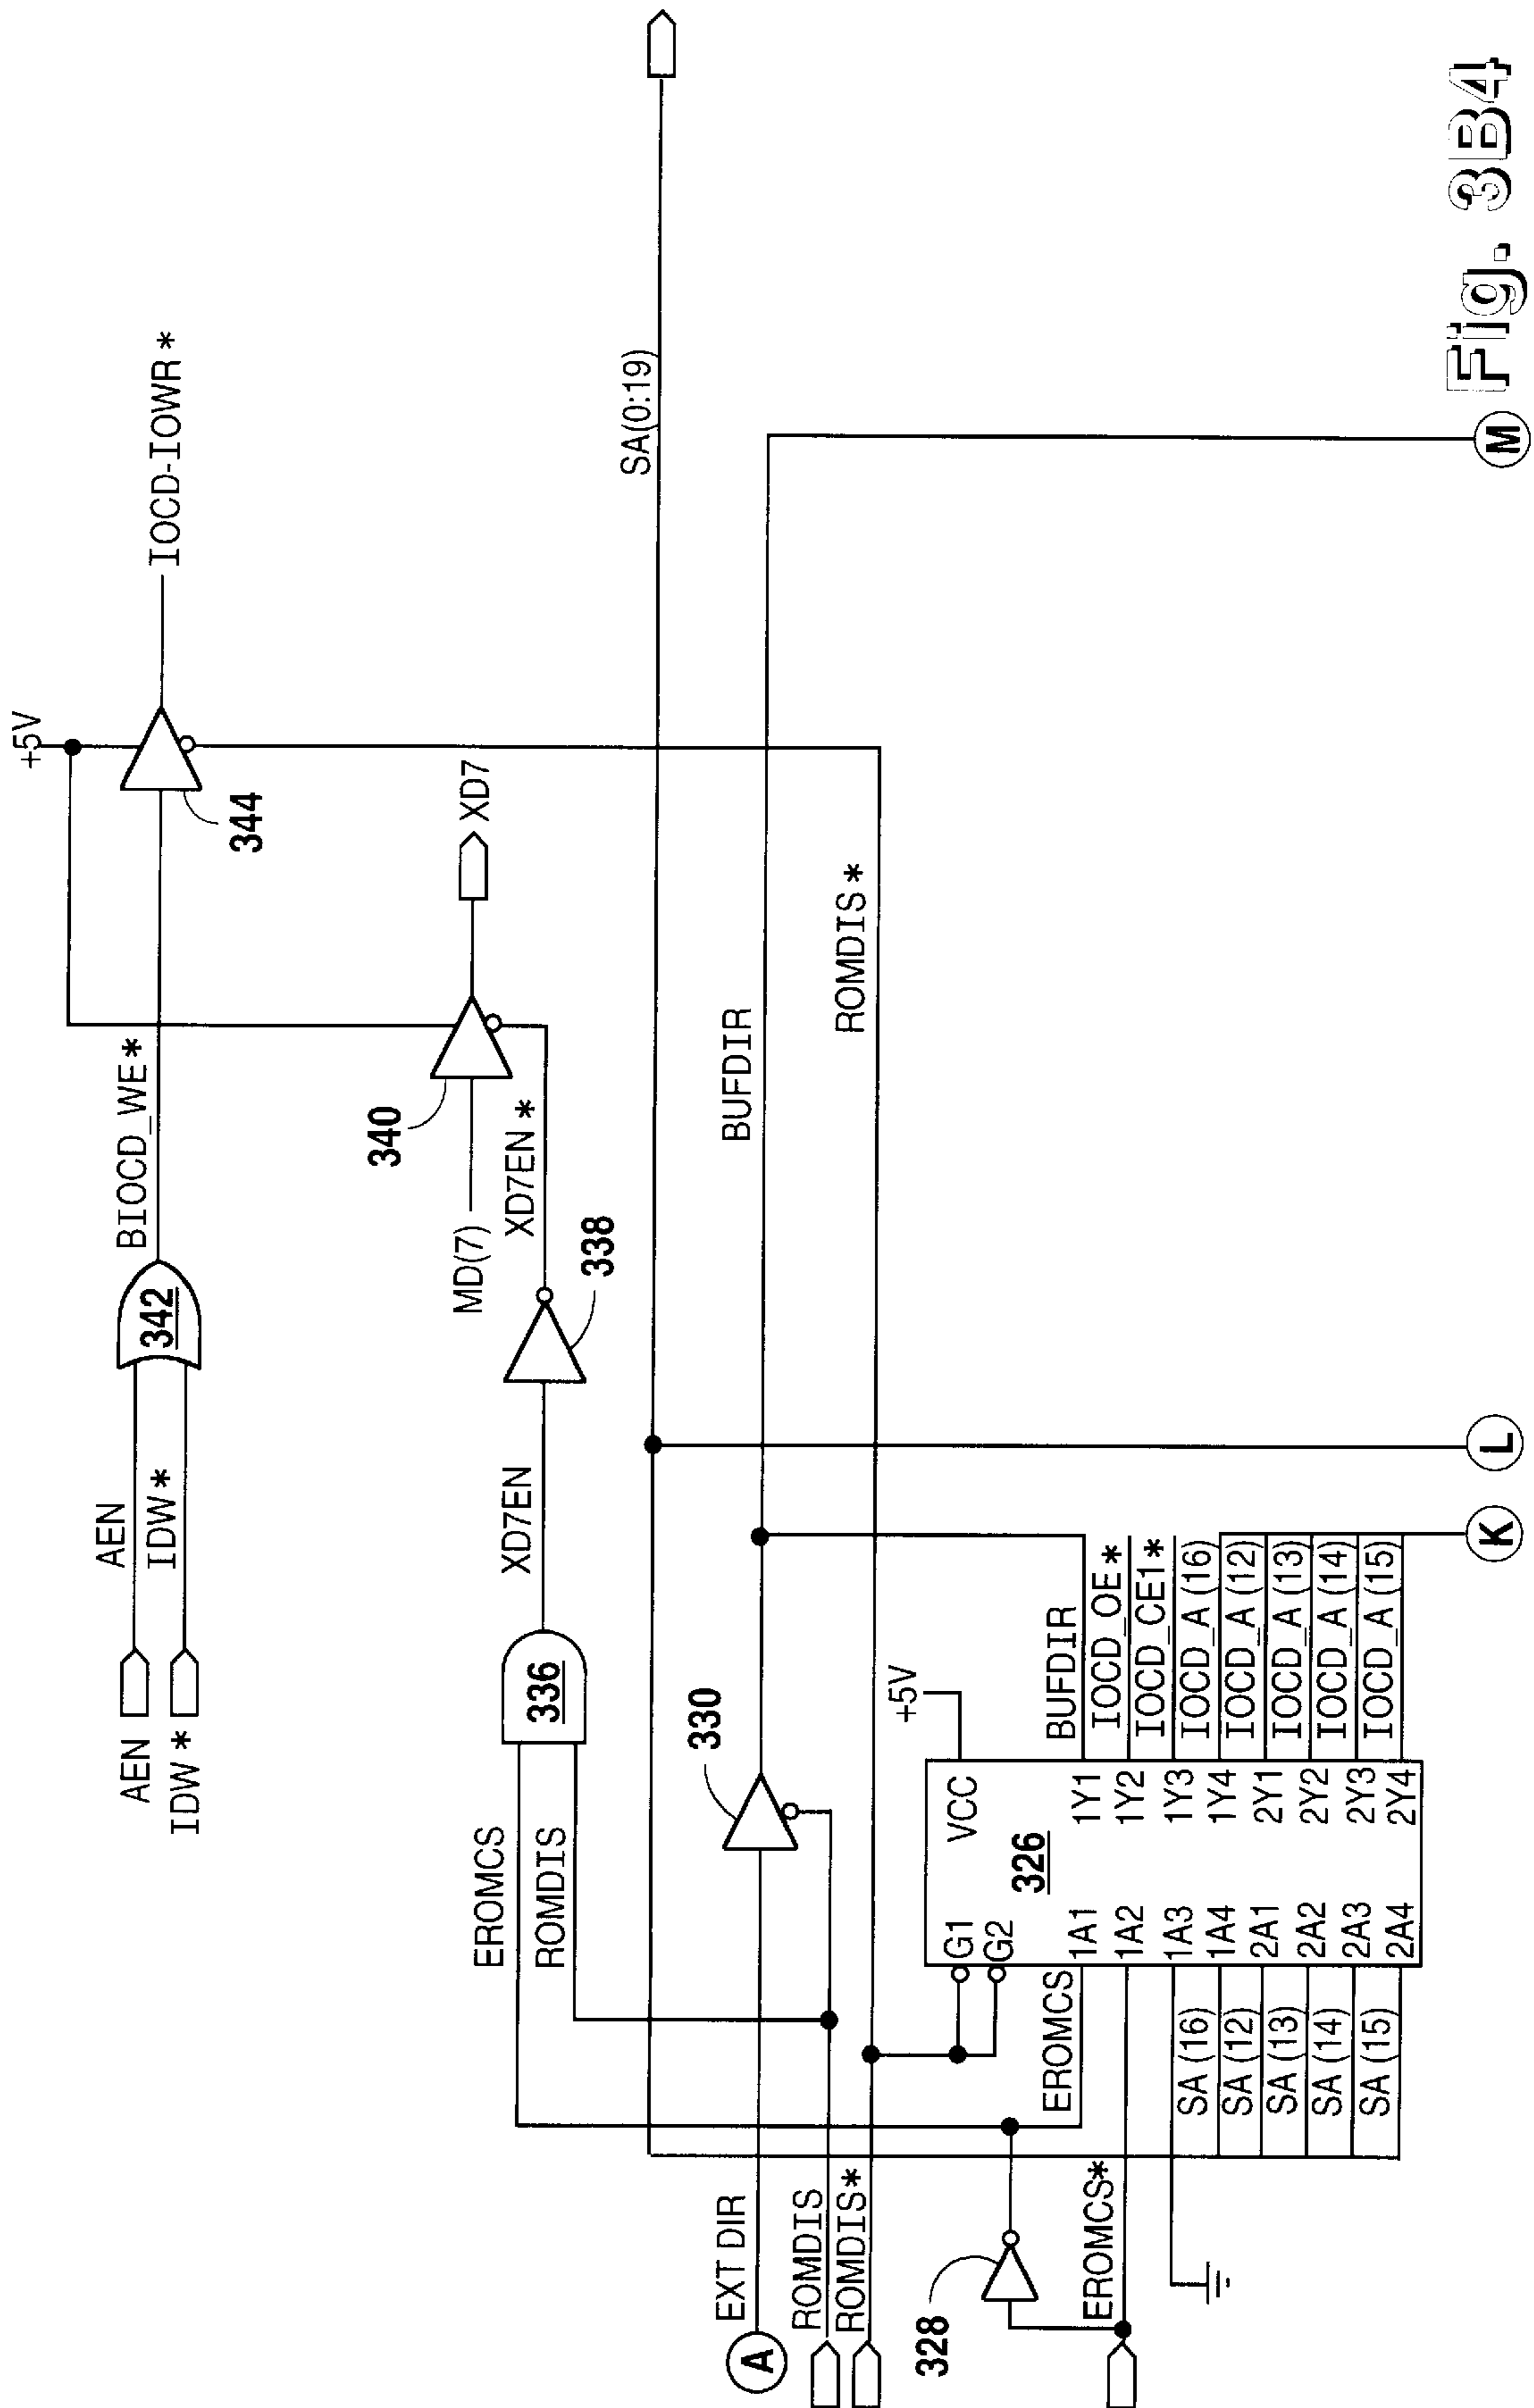 +5V
IOCD-IOWR*
344
BIOCD_WE*
342
AEN
IDW*
AEN
IDW*
XD7
340
MD(7)
XD7EN*
338
XD7EN
336
EROMCS
ROMDIS
SA(0:19)
BUFDIR
330
EXT DIR
A
ROMDIS*
ROMDIS
ROMDIS*
328
EROMCS*
EROMCS
+5V
VCC
G1
G2
326
1A1
1A2
1A3
1A4
2A1
2A2
2A3
2A4
1Y1
1Y2
1Y3
1Y4
2Y1
2Y2
2Y3
2Y4
SA(16)
SA(12)
SA(13)
SA(14)
SA(15)
BUFDIR
IOCD_OE*
IOCD_CE1*
IOCD_A(16)
IOCD_A(12)
IOCD_A(13)
IOCD_A(14)
IOCD_A(15)
K
L
M
Fig. 3B4